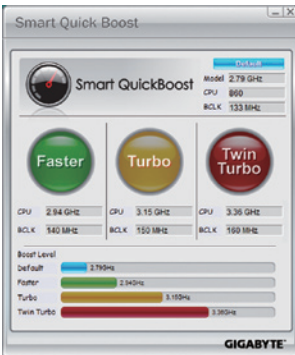 Smart Quick Boost
Default
Smart QuickBoost
Model 2.79 GHz
CPU 860
BCLK 133 MHz
Faster
Turbo
Twin
Turbo
CPU 2.94 GHz CPU 3.15 GHz CPU 3.36 GHz
BCLK 140 MHz BCLK 150 MHz BCLK 160 MHz
Boost Level
Default 2.79GHz
Faster 2.94GHz
Turbo 3.15GHz
Twin Turbo 3.36GHz
GIGABYTE